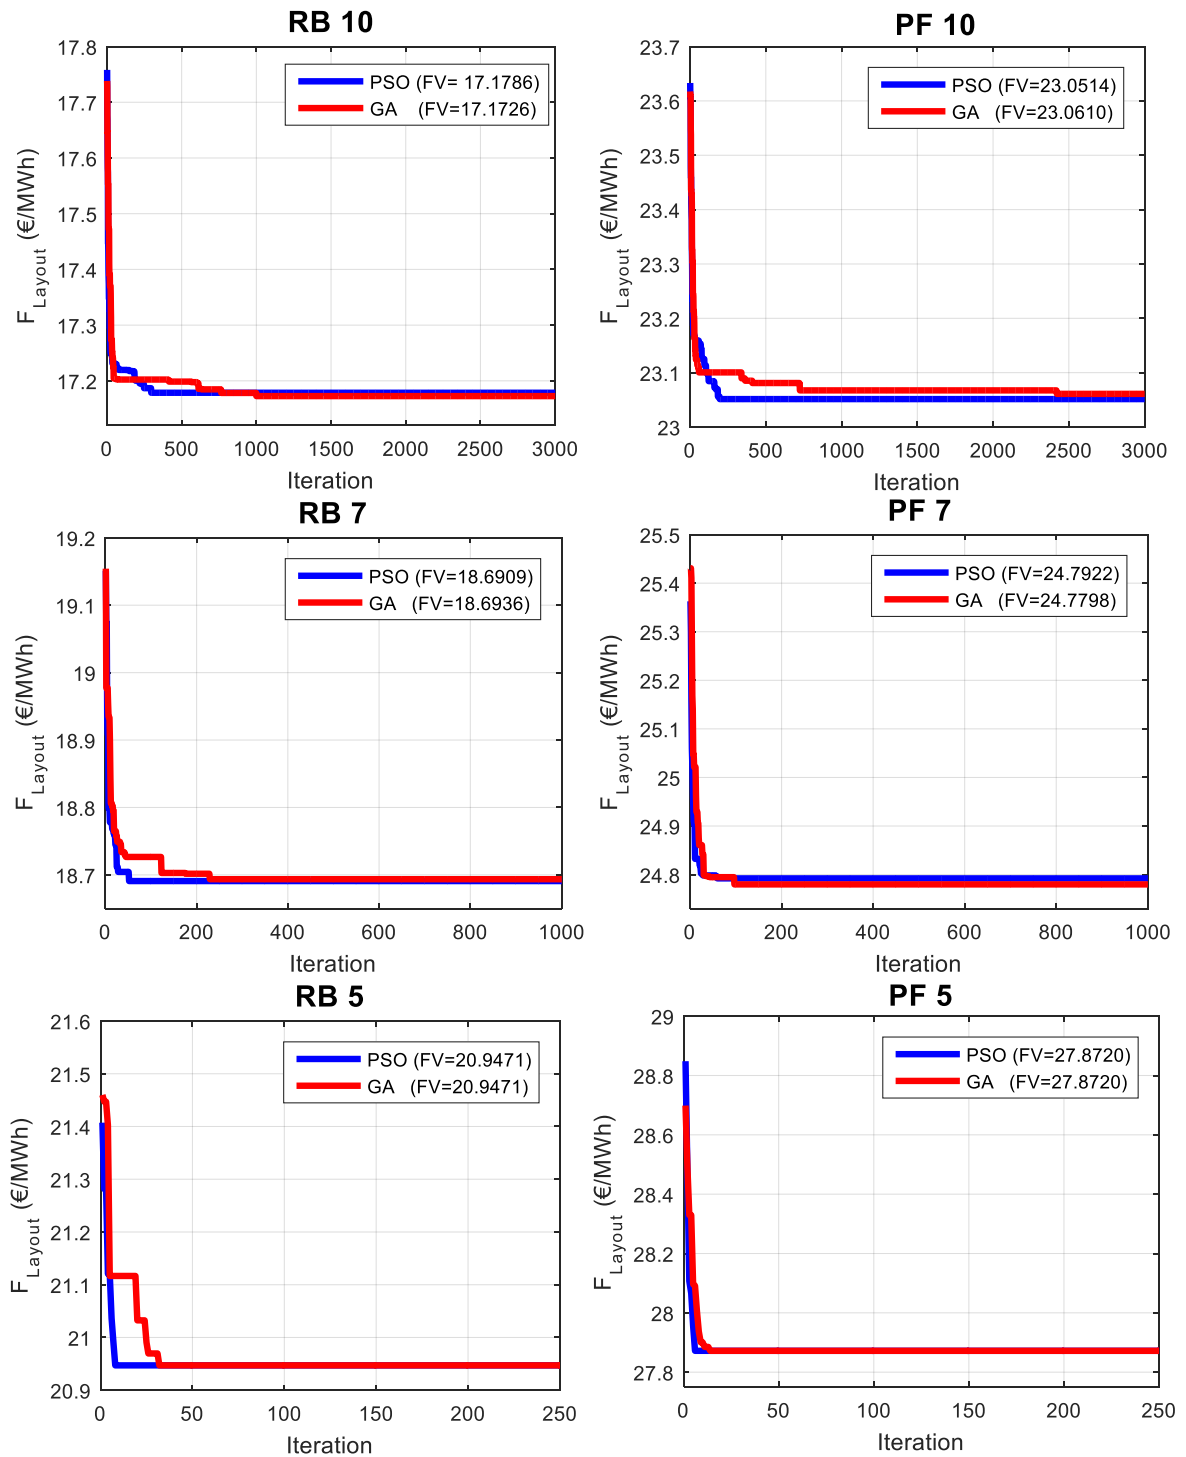 RB 10
17.8
17.7
17.6
17.5
17.4
17.3
17.2
F Layout (€/MWh)
PSO (FV= 17.1786)
GA (FV=17.1726)
0 500 1000 1500 2000 2500 3000
Iteration
PF 10
23.7
23.6
23.5
23.4
23.3
23.2
23.1
23
F Layout (€/MWh)
PSO (FV=23.0514)
GA (FV=23.0610)
0 500 1000 1500 2000 2500 3000
Iteration
RB 7
19.2
19.1
19
18.9
18.8
18.7
F Layout (€/MWh)
PSO (FV=18.6909)
GA (FV=18.6936)
0 200 400 600 800 1000
Iteration
PF 7
25.5
25.4
25.3
25.2
25.1
25
24.9
24.8
F Layout (€/MWh)
PSO (FV=24.7922)
GA (FV=24.7798)
0 200 400 600 800 1000
Iteration
RB 5
21.6
21.5
21.4
21.3
21.2
21.1
21
20.9
F Layout (€/MWh)
PSO (FV=20.9471)
GA (FV=20.9471)
0 50 100 150 200 250
Iteration
PF 5
29
28.8
28.6
28.4
28.2
28
27.8
F Layout (€/MWh)
PSO (FV=27.8720)
GA (FV=27.8720)
0 50 100 150 200 250
Iteration